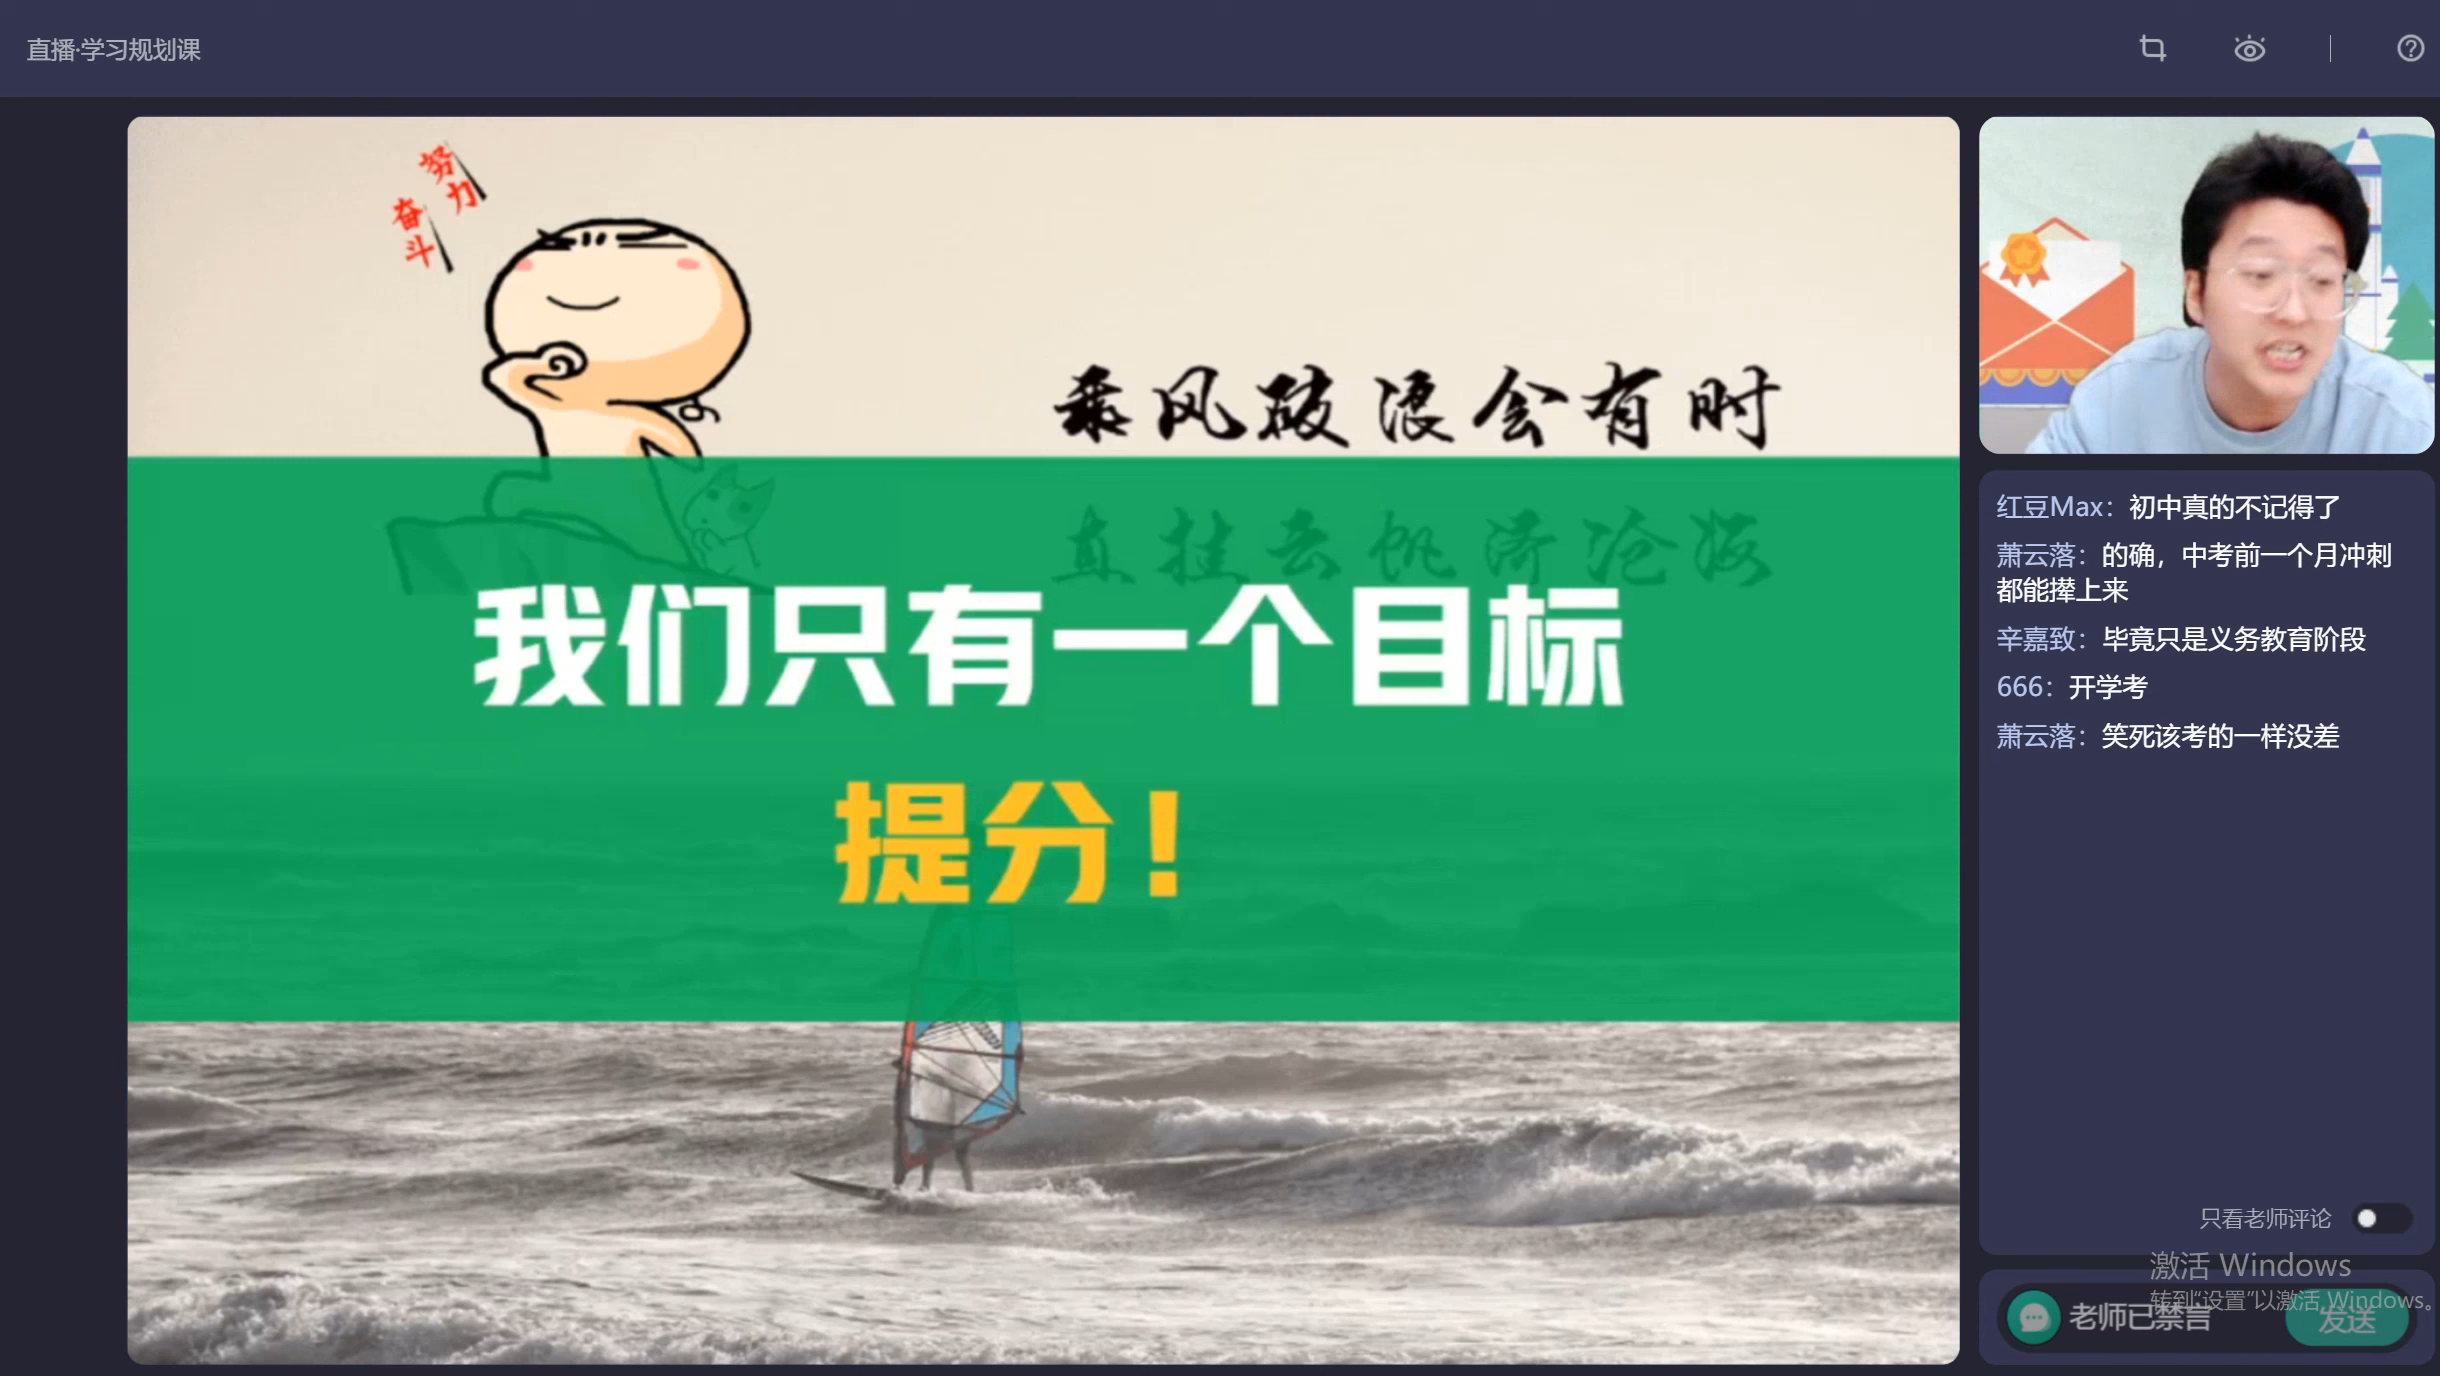 直播·学习规划课
努力
奋斗
乘风破浪会有时
直挂云帆济沧海
我们只有一个目标
提分！
红豆Max：初中真的不记得了
萧云落：的确，中考前一个月冲刺
都能撵上来
辛嘉致：毕竟只是义务教育阶段
666：开学考
萧云落：笑死该考的一样没差
只看老师评论
激活 Windows
转到“设置”以激活 Windows。
老师已禁言
发送